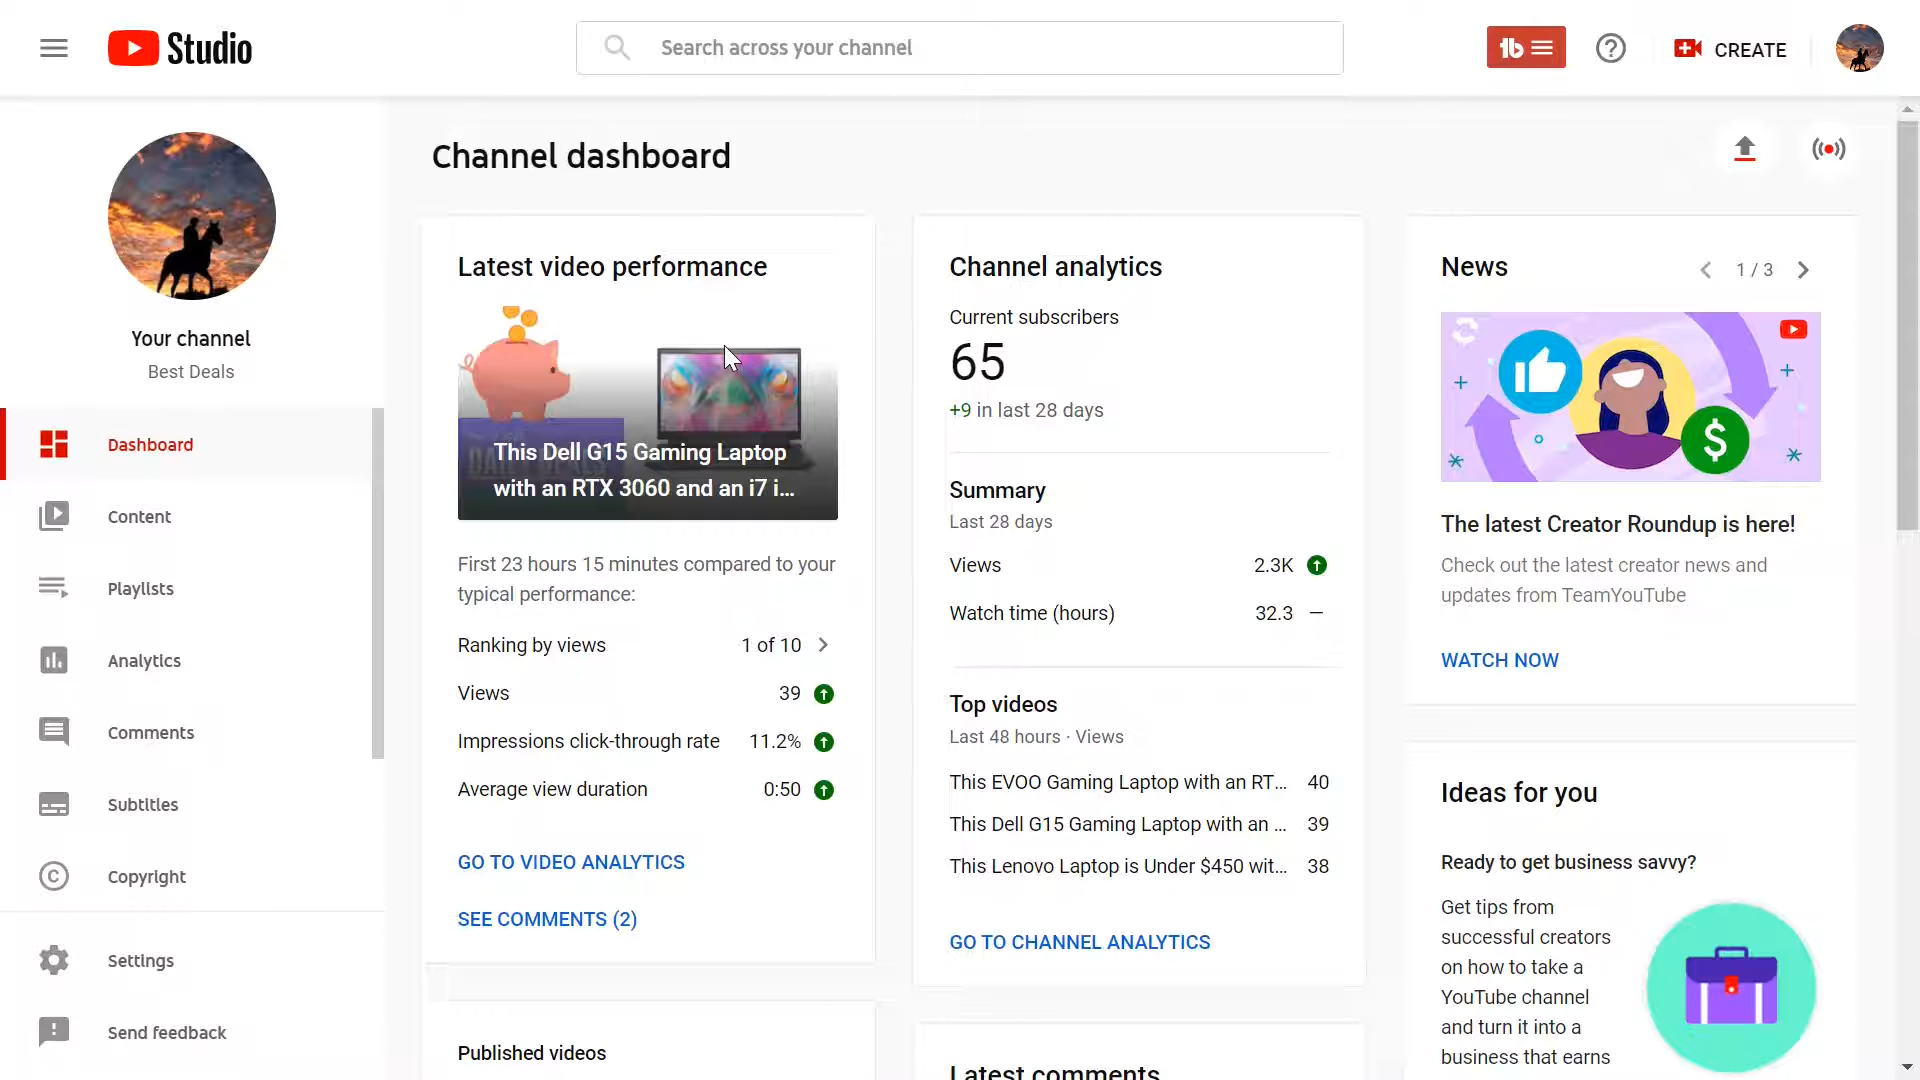 Studio
Search across your channel
CREATE
Channel dashboard
Your channel
Best Deals
Dashboard
Content
Playlists
Analytics
Comments
Subtitles
Copyright
Settings
Send feedback
Latest video performance
This Dell G15 Gaming Laptop
with an RTX 3060 and an i7 i...
First 23 hours 15 minutes compared to your
typical performance:
Ranking by views 1 of 10
Views 39
Impressions click-through rate 11.2%
Average view duration 0:50
GO TO VIDEO ANALYTICS
SEE COMMENTS (2)
Published videos
Channel analytics
Current subscribers
65
+9 in last 28 days
Summary
Last 28 days
Views 2.3K
Watch time (hours) 32.3 —
Top videos
Last 48 hours · Views
This EVOO Gaming Laptop with an RT... 40
This Dell G15 Gaming Laptop with an ... 39
This Lenovo Laptop is Under $450 wit... 38
GO TO CHANNEL ANALYTICS
Latest comments
News
1 / 3
$
The latest Creator Roundup is here!
Check out the latest creator news and
updates from TeamYouTube
WATCH NOW
Ideas for you
Ready to get business savvy?
Get tips from
successful creators
on how to take a
YouTube channel
and turn it into a
business that earns